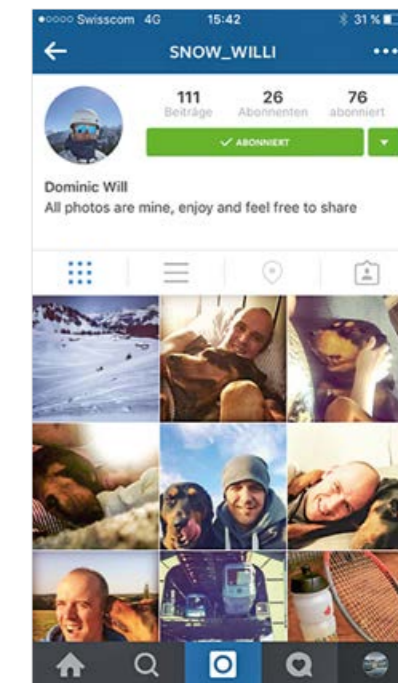 Swisscom 4G 15:42 31 %
SNOW_WILLI
111 26 76
Beiträge Abonnenten abonniert
ABONNIERT
Dominic Will
All photos are mine, enjoy and feel free to share